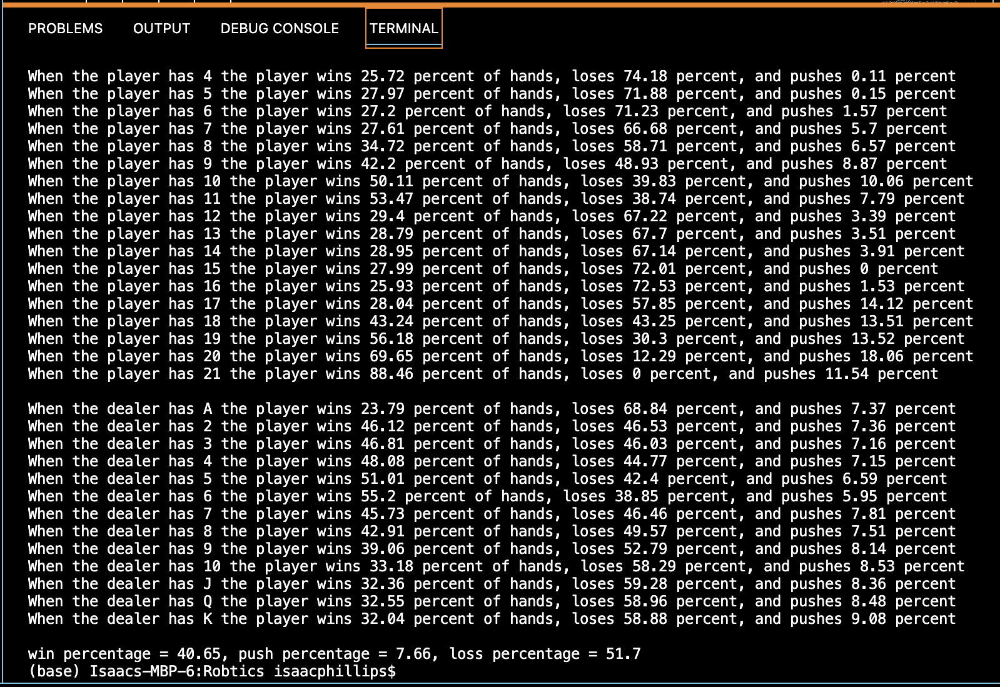 PROBLEMS OUTPUT DEBUG CONSOLE TERMINAL
When the player has 4 the player wins 25.72 percent of hands, loses 74.18 percent, and pushes 0.11 percent
When the player has 5 the player wins 27.97 percent of hands, loses 71.88 percent, and pushes 0.15 percent
When the player has 6 the player wins 27.2 percent of hands, loses 71.23 percent, and pushes 1.57 percent
When the player has 7 the player wins 27.61 percent of hands, loses 66.68 percent, and pushes 5.7 percent
When the player has 8 the player wins 34.72 percent of hands, loses 58.71 percent, and pushes 6.57 percent
When the player has 9 the player wins 42.2 percent of hands, loses 48.93 percent, and pushes 8.87 percent
When the player has 10 the player wins 50.11 percent of hands, loses 39.83 percent, and pushes 10.06 percent
When the player has 11 the player wins 53.47 percent of hands, loses 38.74 percent, and pushes 7.79 percent
When the player has 12 the player wins 29.4 percent of hands, loses 67.22 percent, and pushes 3.39 percent
When the player has 13 the player wins 28.79 percent of hands, loses 67.7 percent, and pushes 3.51 percent
When the player has 14 the player wins 28.95 percent of hands, loses 67.14 percent, and pushes 3.91 percent
When the player has 15 the player wins 27.99 percent of hands, loses 72.01 percent, and pushes 0 percent
When the player has 16 the player wins 25.93 percent of hands, loses 72.53 percent, and pushes 1.53 percent
When the player has 17 the player wins 28.04 percent of hands, loses 57.85 percent, and pushes 14.12 percent
When the player has 18 the player wins 43.24 percent of hands, loses 43.25 percent, and pushes 13.51 percent
When the player has 19 the player wins 56.18 percent of hands, loses 30.3 percent, and pushes 13.52 percent
When the player has 20 the player wins 69.65 percent of hands, loses 12.29 percent, and pushes 18.06 percent
When the player has 21 the player wins 88.46 percent of hands, loses 0 percent, and pushes 11.54 percent
When the dealer has A the player wins 23.79 percent of hands, loses 68.84 percent, and pushes 7.37 percent
When the dealer has 2 the player wins 46.12 percent of hands, loses 46.53 percent, and pushes 7.36 percent
When the dealer has 3 the player wins 46.81 percent of hands, loses 46.03 percent, and pushes 7.16 percent
When the dealer has 4 the player wins 48.08 percent of hands, loses 44.77 percent, and pushes 7.15 percent
When the dealer has 5 the player wins 51.01 percent of hands, loses 42.4 percent, and pushes 6.59 percent
When the dealer has 6 the player wins 55.2 percent of hands, loses 38.85 percent, and pushes 5.95 percent
When the dealer has 7 the player wins 45.73 percent of hands, loses 46.46 percent, and pushes 7.81 percent
When the dealer has 8 the player wins 42.91 percent of hands, loses 49.57 percent, and pushes 7.51 percent
When the dealer has 9 the player wins 39.06 percent of hands, loses 52.79 percent, and pushes 8.14 percent
When the dealer has 10 the player wins 33.18 percent of hands, loses 58.29 percent, and pushes 8.53 percent
When the dealer has J the player wins 32.36 percent of hands, loses 59.28 percent, and pushes 8.36 percent
When the dealer has Q the player wins 32.55 percent of hands, loses 58.96 percent, and pushes 8.48 percent
When the dealer has K the player wins 32.04 percent of hands, loses 58.88 percent, and pushes 9.08 percent
win percentage = 40.65, push percentage = 7.66, loss percentage = 51.7
(base) Isaacs-MBP-6:Robtics isaacphillips$